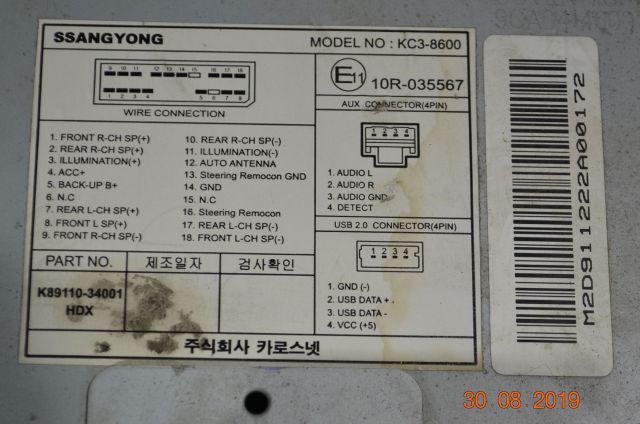 SSANGYONG
MODEL NO : KC3-8600
9 10 11 12 13 14 15 16 17 18
1 2 3 4 5 6 7 8
WIRE CONNECTION
E11 10R-035567
AUX CONNECTOR(4PIN)
1 2 3 4
1. AUDIO L
2. AUDIO R
3. AUDIO GND
4. DETECT
1. FRONT R-CH SP(+)
2. REAR R-CH SP(+)
3. ILLUMINATION(+)
4. ACC+
5. BACK-UP B+
6. N.C
7. REAR L-CH SP(+)
8. FRONT L SP(+)
9. FRONT R-CH SP(-)
10. REAR R-CH SP(-)
11. ILLUMINATION(-)
12. AUTO ANTENNA
13. Steering Remocon GND
14. GND
15. N.C
16. Steering Remocon
17. REAR L-CH SP(-)
18. FRONT L-CH SP(-)
USB 2.0 CONNECTOR(4PIN)
1 2 3 4
1. GND (-)
2. USB DATA +
3. USB DATA -
4. VCC (+5)
PART NO. 제조일자 검사확인
K89110-34001
HDX
주식회사 카로스넷
M2D911222A00172
30 08 2019